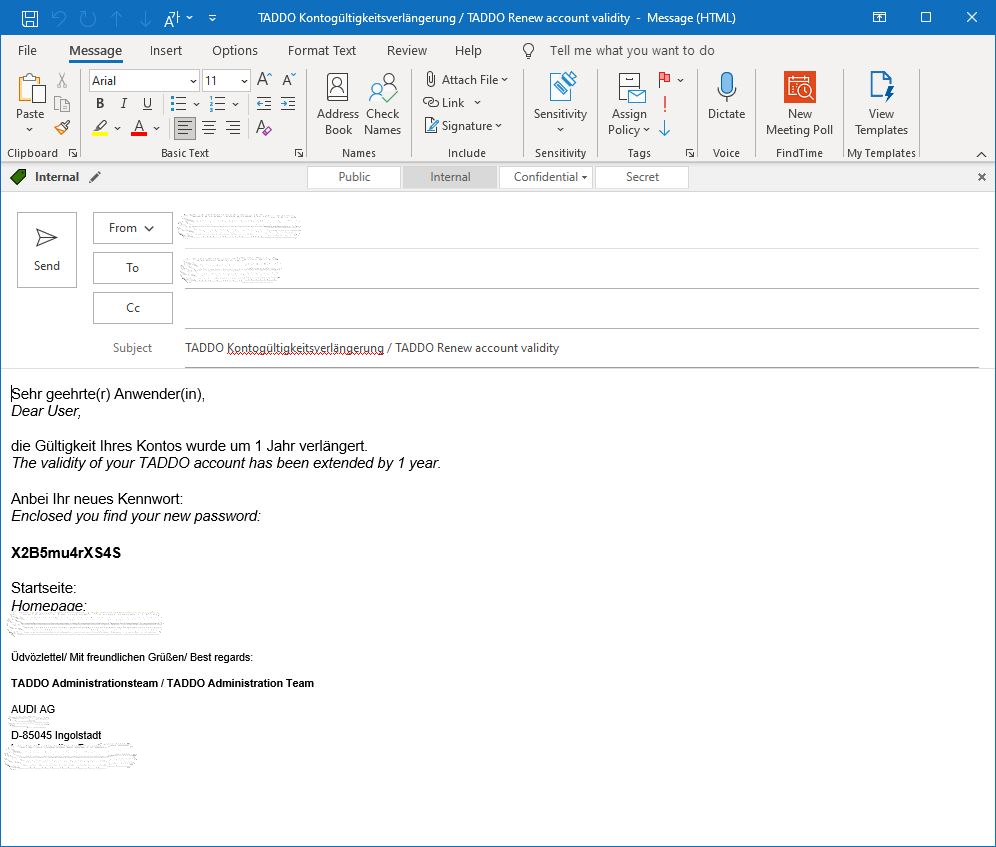 TADDO Kontogültigkeitsverlängerung / TADDO Renew account validity - Message (HTML)
File Message Insert Options Format Text Review Help Tell me what you want to do
Arial 11
Paste
B I U
Clipboard
Basic Text
Address Book
Check Names
Names
Attach File
Link
Signature
Include
Sensitivity
Sensitivity
Assign Policy
Tags
Dictate
Voice
New Meeting Poll
FindTime
View Templates
My Templates
Internal
Public Internal Confidential Secret
Send
From
To
Cc
Subject TADDO Kontogültigkeitsverlängerung / TADDO Renew account validity
Sehr geehrte(r) Anwender(in),
Dear User,
die Gültigkeit Ihres Kontos wurde um 1 Jahr verlängert.
The validity of your TADDO account has been extended by 1 year.
Anbei Ihr neues Kennwort:
Enclosed you find your new password:
X2B5mu4rXS4S
Startseite:
Homepage:
Üdvözlettel/ Mit freundlichen Grüßen/ Best regards:
TADDO Administrationsteam / TADDO Administration Team
AUDI AG
D-85045 Ingolstadt